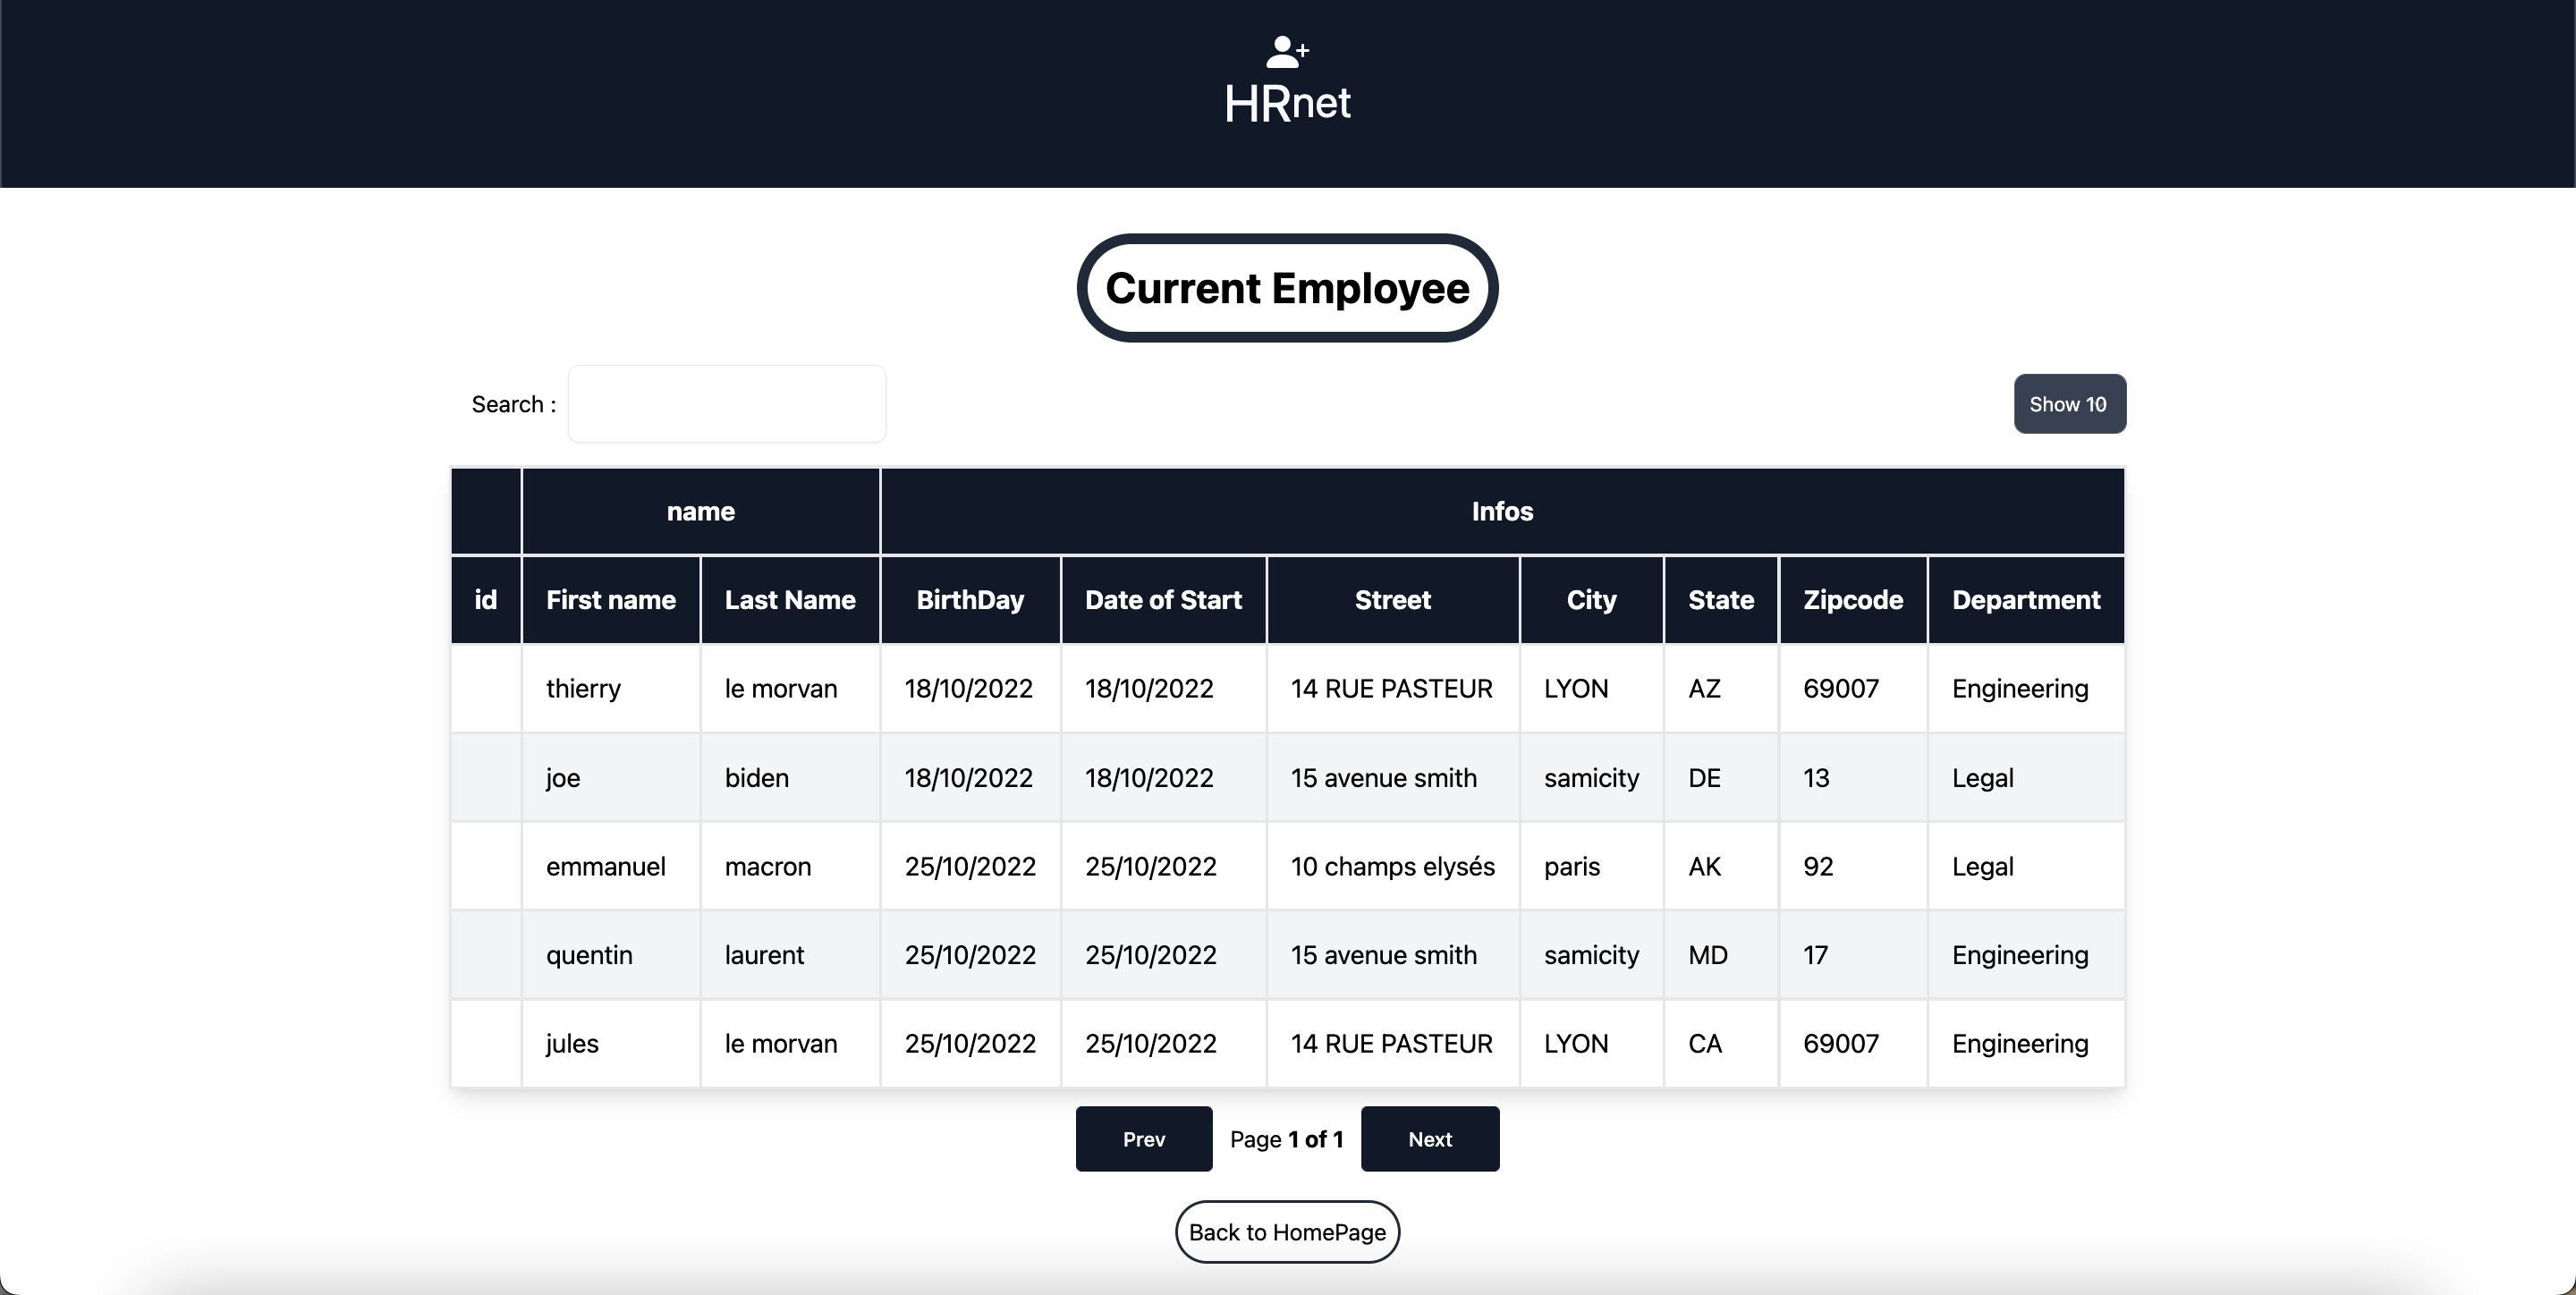 HRnet
Current Employee
Search :
Show 10
name Infos
id First name Last Name BirthDay Date of Start Street City State Zipcode Department
thierry le morvan 18/10/2022 18/10/2022 14 RUE PASTEUR LYON AZ 69007 Engineering
joe biden 18/10/2022 18/10/2022 15 avenue smith samicity DE 13 Legal
emmanuel macron 25/10/2022 25/10/2022 10 champs elysés paris AK 92 Legal
quentin laurent 25/10/2022 25/10/2022 15 avenue smith samicity MD 17 Engineering
jules le morvan 25/10/2022 25/10/2022 14 RUE PASTEUR LYON CA 69007 Engineering
Prev Page 1 of 1 Next
Back to HomePage